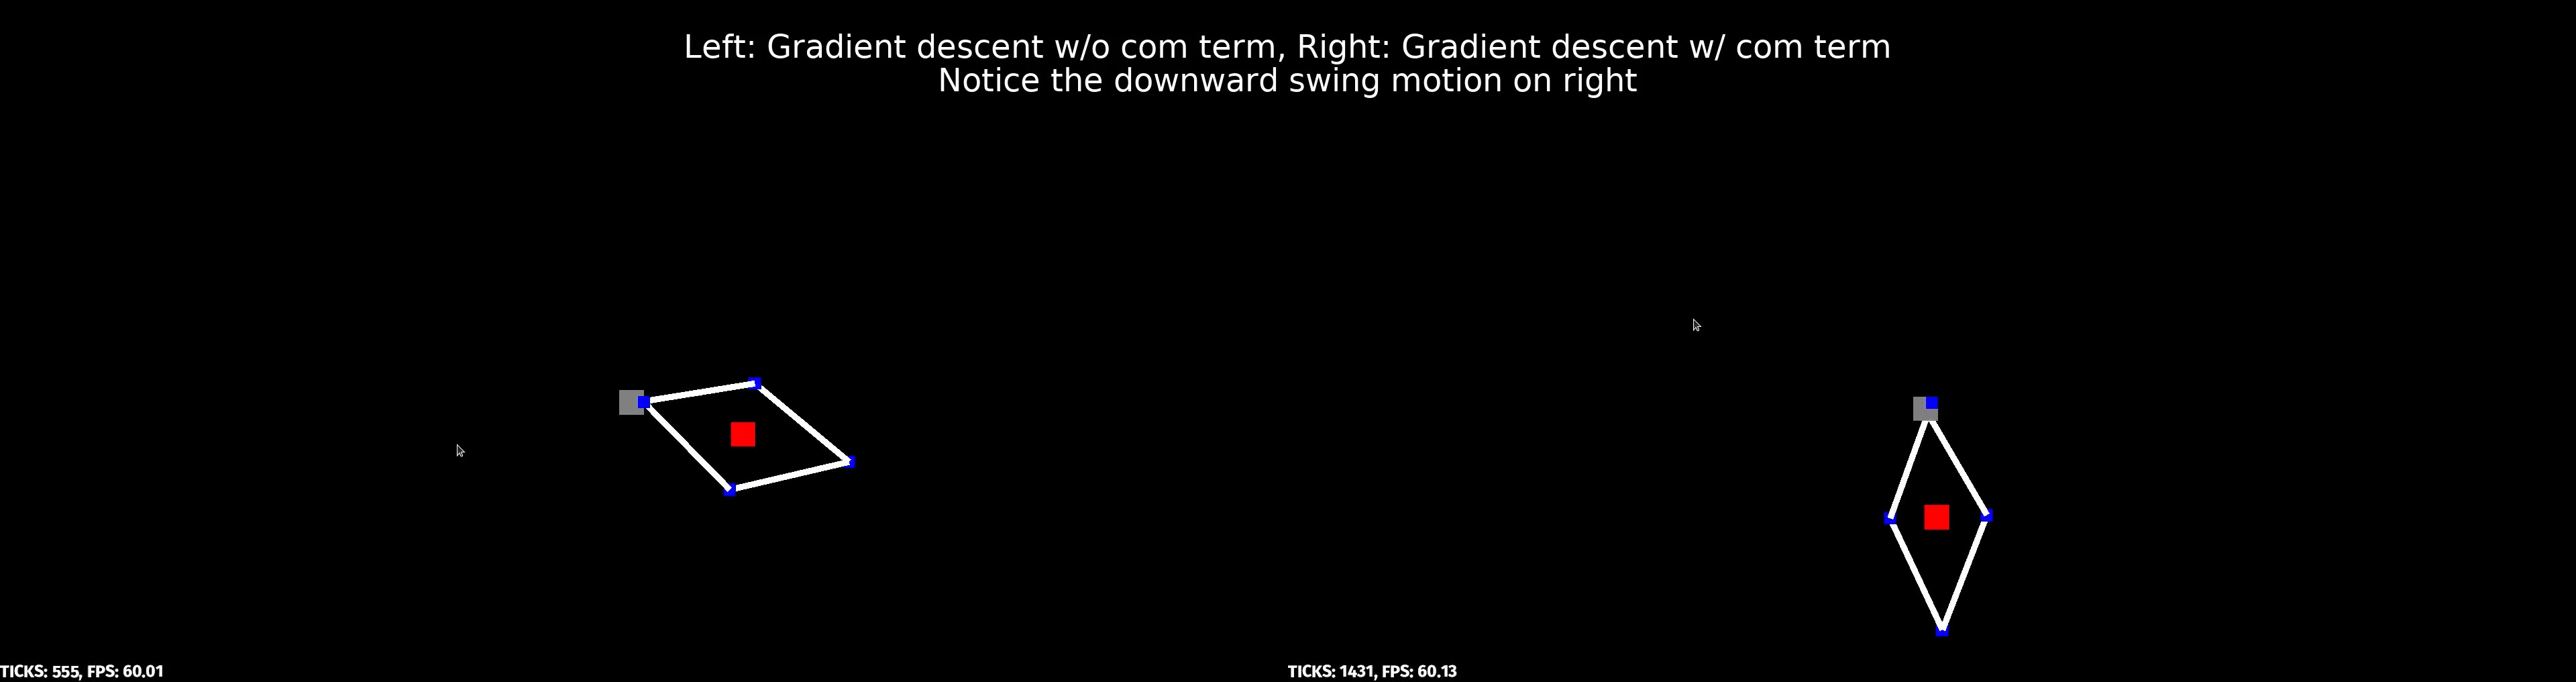 Left: Gradient descent w/o com term, Right: Gradient descent w/ com term
Notice the downward swing motion on right
TICKS: 555, FPS: 60.01
TICKS: 1431, FPS: 60.13